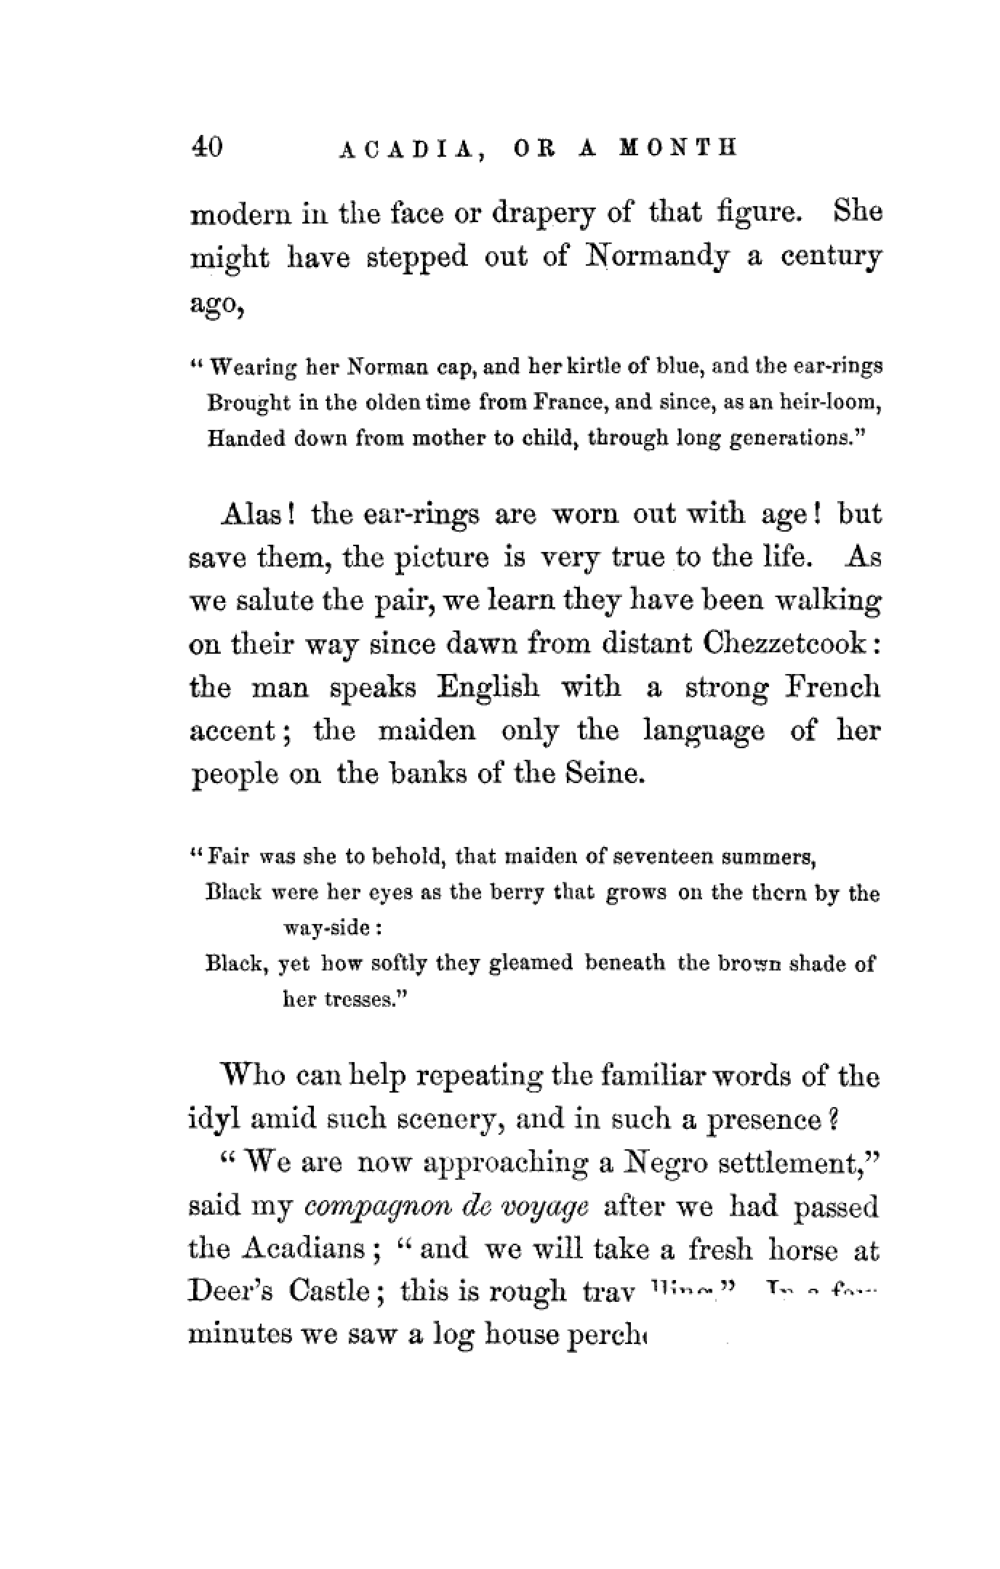 40 ACADIA, OR A MONTH
modern in the face or drapery of that figure. She
might have stepped out of Normandy a century
ago,
“ Wearing her Norman cap, and her kirtle of blue, and the ear-rings
Brought in the olden time from France, and since, as an heir-loom,
Handed down from mother to child, through long generations.”
Alas! the ear-rings are worn out with age! but
save them, the picture is very true to the life. As
we salute the pair, we learn they have been walking
on their way since dawn from distant Chezzetcook:
the man speaks English with a strong French
accent; the maiden only the language of her
people on the banks of the Seine.
“ Fair was she to behold, that maiden of seventeen summers,
Black were her eyes as the berry that grows on the thorn by the
way-side:
Black, yet how softly they gleamed beneath the brown shade of
her tresses.”
Who can help repeating the familiar words of the
idyl amid such scenery, and in such a presence?
“ We are now approaching a Negro settlement,”
said my compagnon de voyage after we had passed
the Acadians; “ and we will take a fresh horse at
Deer’s Castle; this is rough
minutes we saw a log house